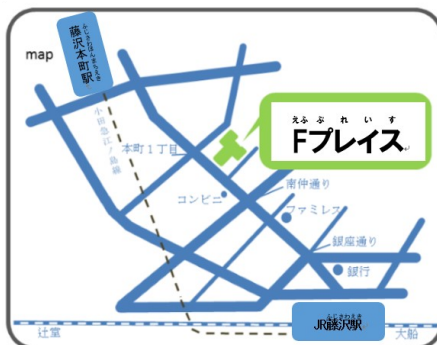 map
ふじさわほんまちえき
藤沢本町駅
小田急江ノ島線
本町1丁目
えふぷれいす
Fプレイス
コンビニ
南仲通り
ファミレス
銀座通り
銀行
ふじさわえき
JR藤沢駅
辻室
大船